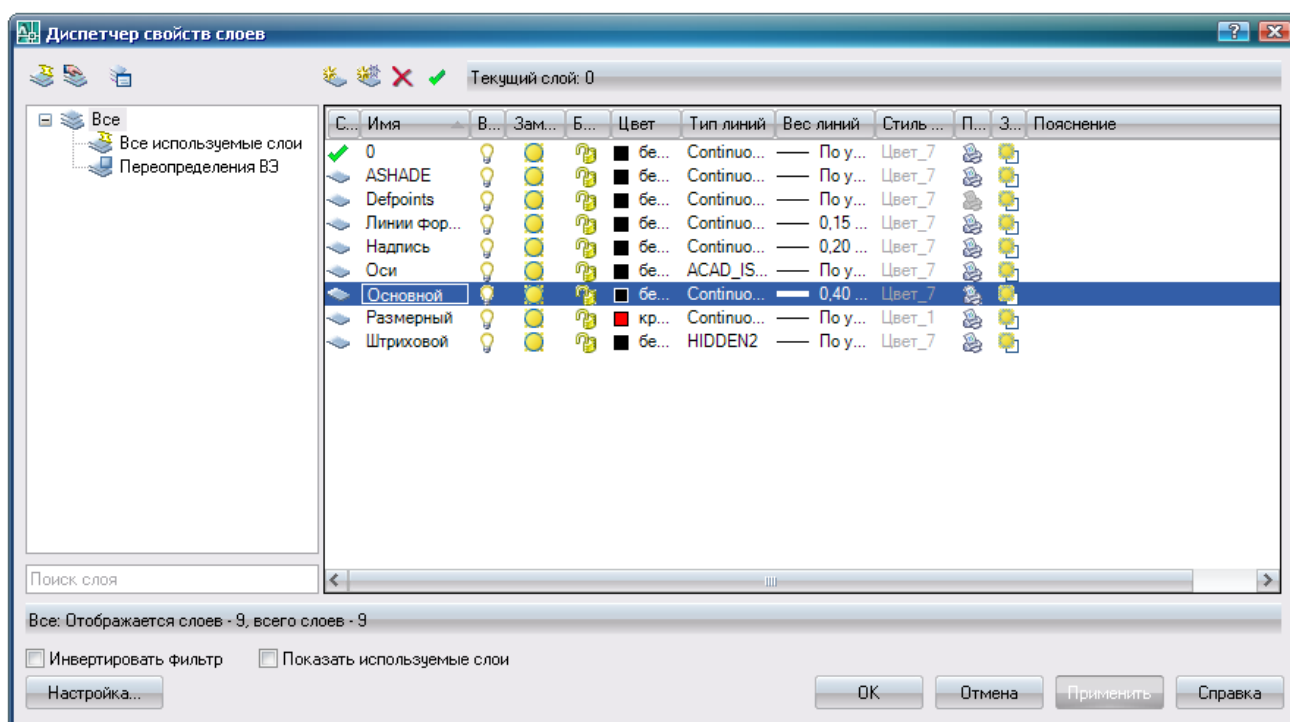 Диспетчер свойств слоев
Текущий слой: 0
Все
Все используемые слои
Переопределения ВЭ
С... Имя В... Зам... Б... Цвет Тип линий Вес линий Стиль ... П... З... Пояснение
0 бе... Continuo... По у... Цвет_7
ASHADE бе... Continuo... По у... Цвет_7
Defpoints бе... Continuo... По у... Цвет_7
Линии фор... бе... Continuo... 0,15 ... Цвет_7
Надпись бе... Continuo... 0,20 ... Цвет_7
Оси бе... ACAD_IS... По у... Цвет_7
Основной бе... Continuo... 0,40 ... Цвет_7
Размерный кр... Continuo... По у... Цвет_1
Штриховой бе... HIDDEN2 По у... Цвет_7
Поиск слоя
Все: Отображается слоев - 9, всего слоев - 9
Инвертировать фильтр Показать используемые слои
Настройка... OK Отмена Применить Справка